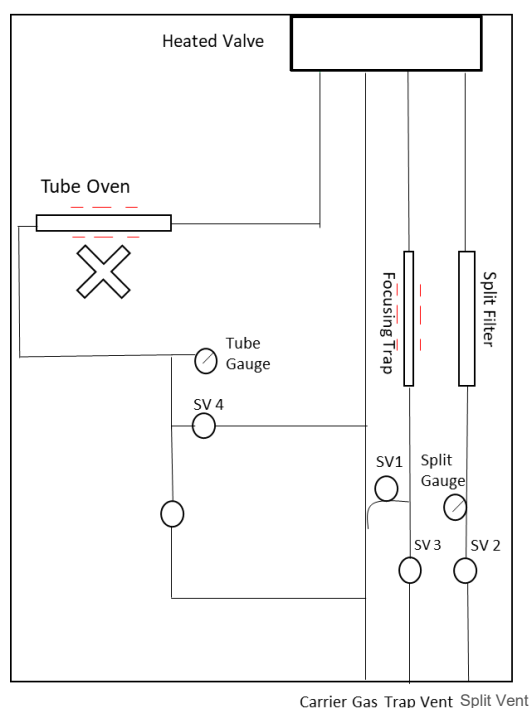 Heated Valve
Tube Oven
Focusing Trap
Split Filter
Tube
Gauge
SV 4
SV1
Split
Gauge
SV 3
SV 2
Carrier Gas Trap Vent Split Vent